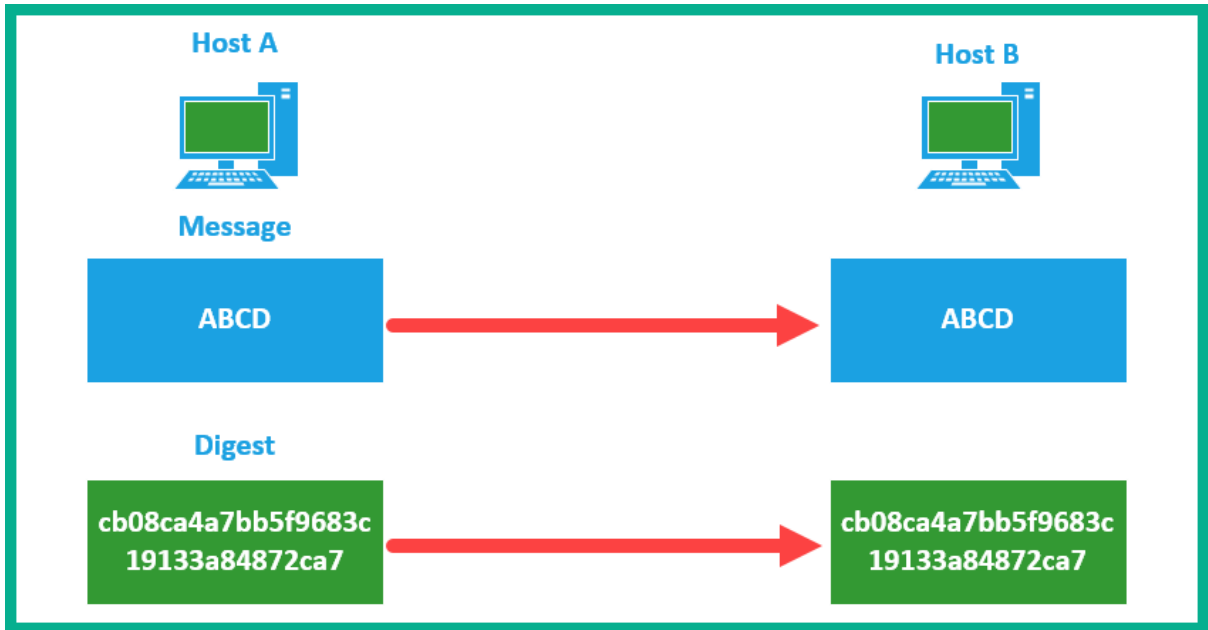 Host A
Host B
Message
ABCD
ABCD
Digest
cb08ca4a7bb5f9683c
19133a84872ca7
cb08ca4a7bb5f9683c
19133a84872ca7